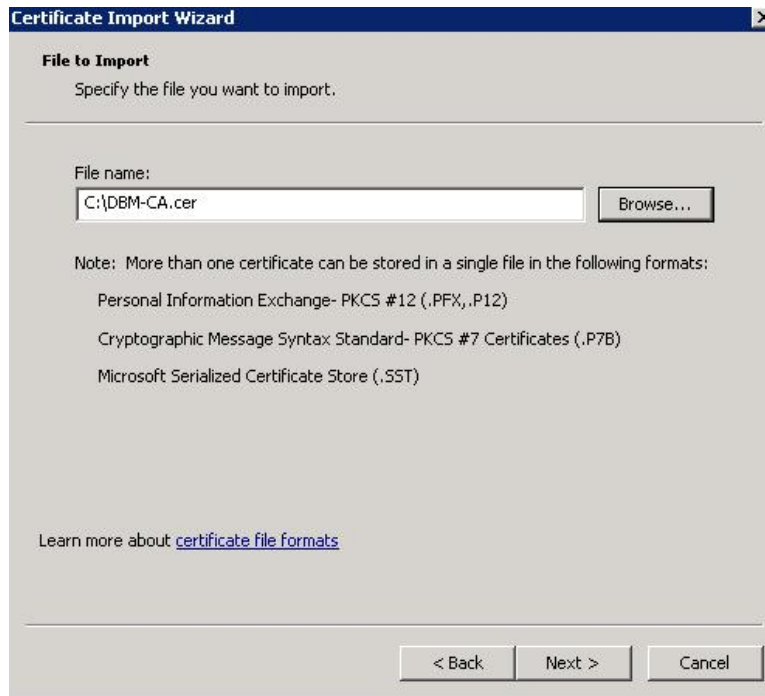 Certificate Import Wizard
File to Import
Specify the file you want to import.
File name:
C:\DBM-CA.cer
Browse...
Note: More than one certificate can be stored in a single file in the following formats:
Personal Information Exchange- PKCS #12 (.PFX,.P12)
Cryptographic Message Syntax Standard- PKCS #7 Certificates (.P7B)
Microsoft Serialized Certificate Store (.SST)
Learn more about certificate file formats
< Back
Next >
Cancel